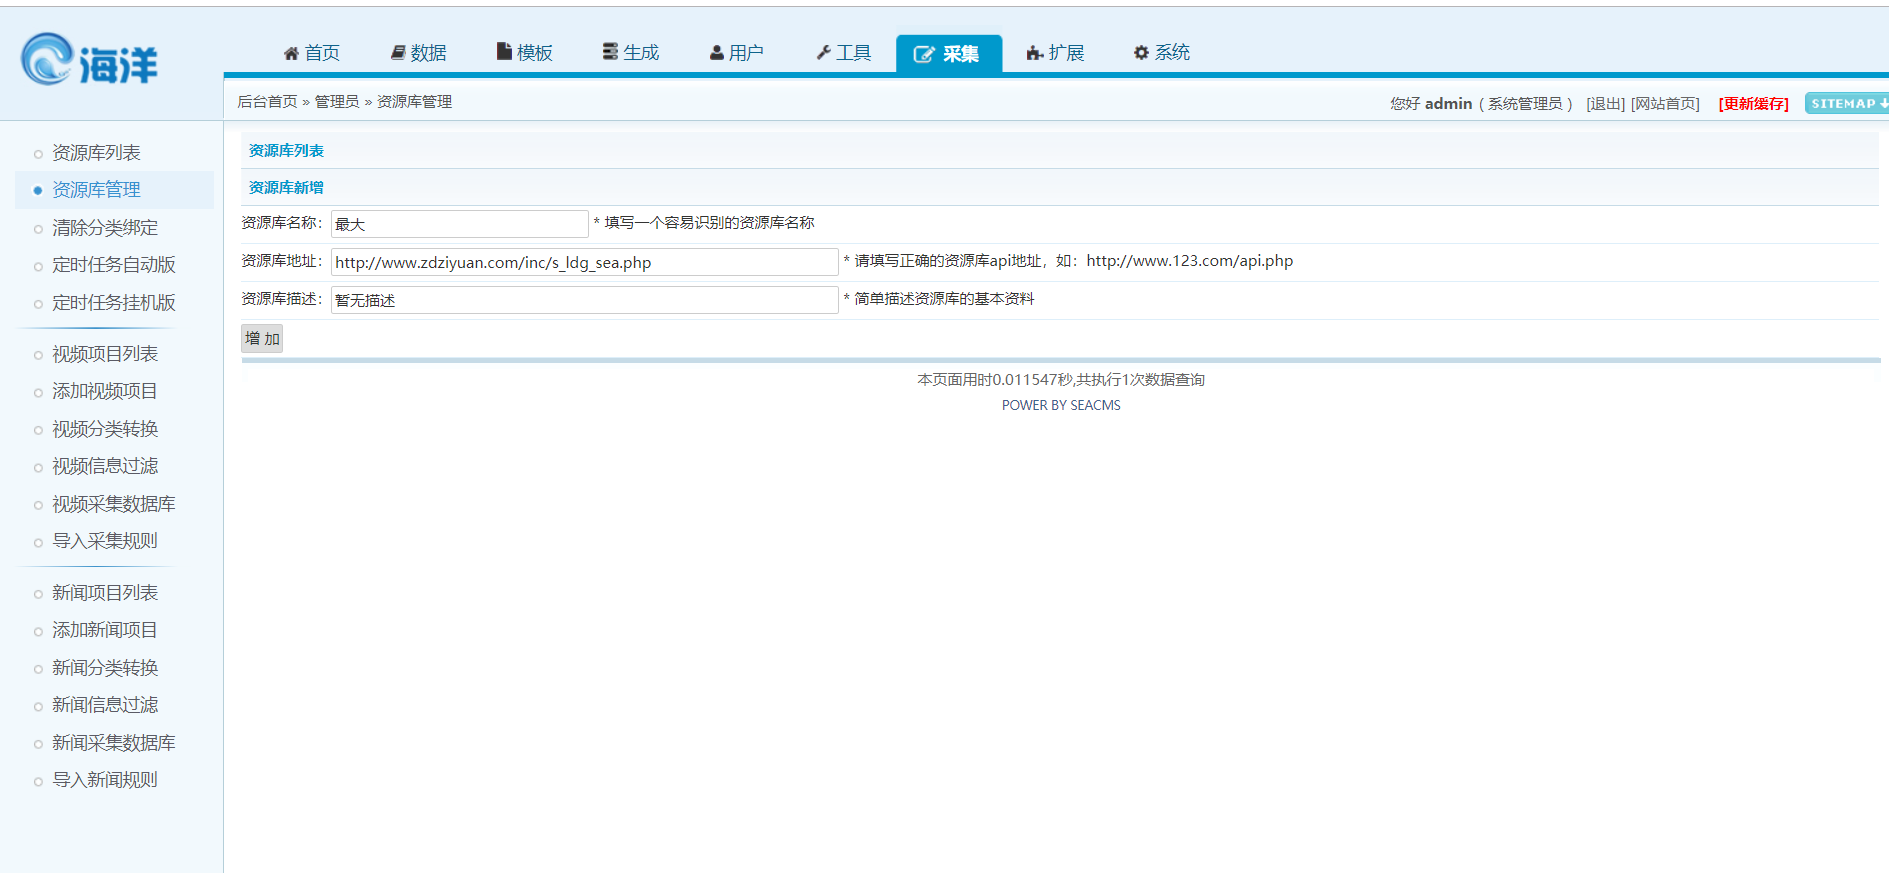 海洋
首页 数据 模板 生成 用户 工具 采集 扩展 系统
后台首页 » 管理员 » 资源库管理
您好 admin ( 系统管理员 ) [退出] [网站首页] [更新缓存] SITEMAP
资源库列表
资源库管理
清除分类绑定
定时任务自动版
定时任务挂机版
视频项目列表
添加视频项目
视频分类转换
视频信息过滤
视频采集数据库
导入采集规则
新闻项目列表
添加新闻项目
新闻分类转换
新闻信息过滤
新闻采集数据库
导入新闻规则
资源库列表
资源库新增
资源库名称： 最大 * 填写一个容易识别的资源库名称
资源库地址： http://www.zdziyuan.com/inc/s_ldg_sea.php * 请填写正确的资源库api地址，如：http://www.123.com/api.php
资源库描述： 暂无描述 * 简单描述资源库的基本资料
增 加
本页面用时0.011547秒,共执行1次数据查询
POWER BY SEACMS